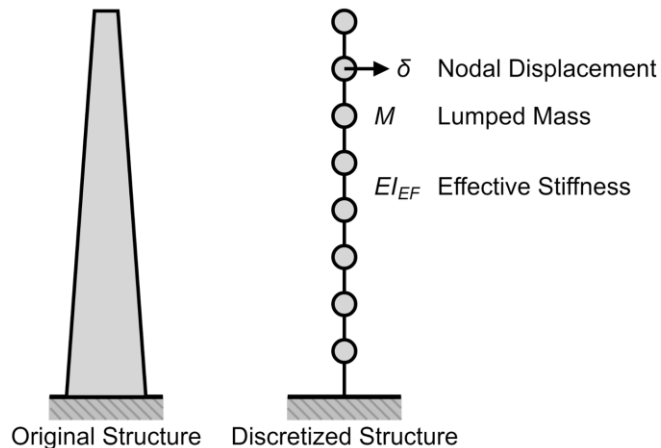 δ Nodal Displacement
M Lumped Mass
EI_EF Effective Stiffness
Original Structure Discretized Structure